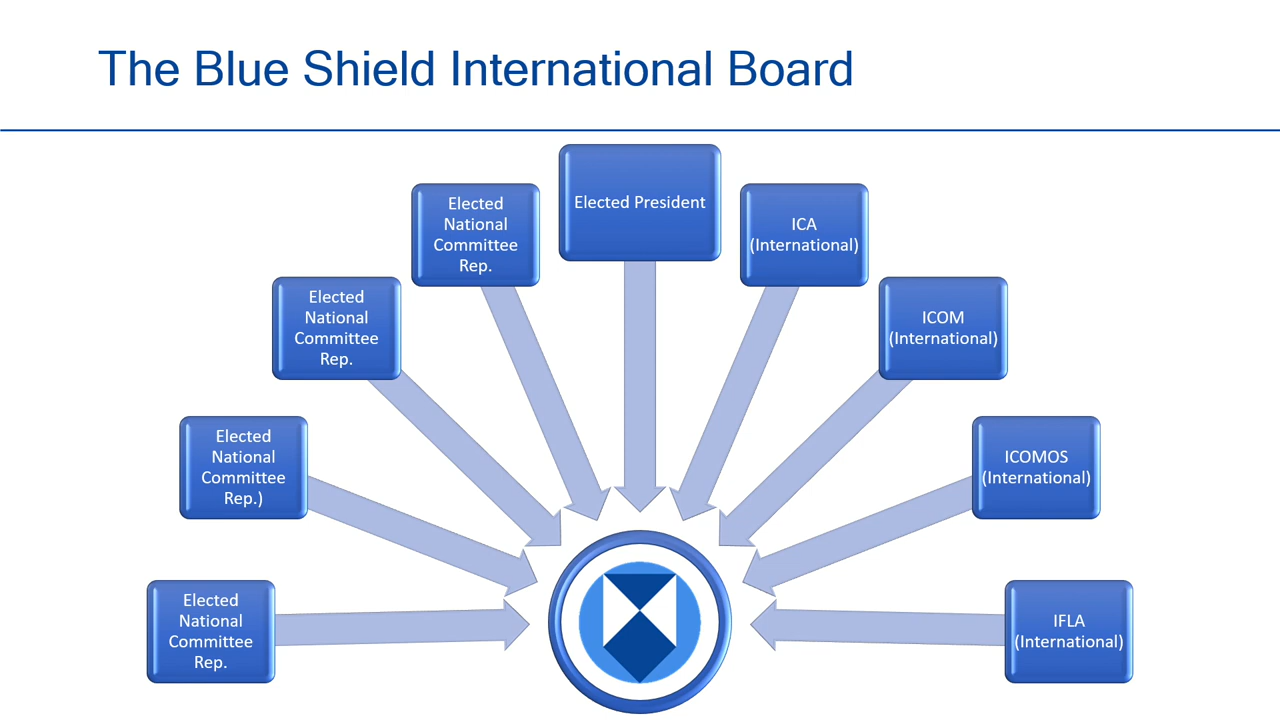 The Blue Shield International Board
Elected President
Elected
National
Committee
Rep.
ICA
(International)
Elected
National
Committee
Rep.
ICOM
(International)
Elected
National
Committee
Rep.)
ICOMOS
(International)
Elected
National
Committee
Rep.
IFLA
(International)